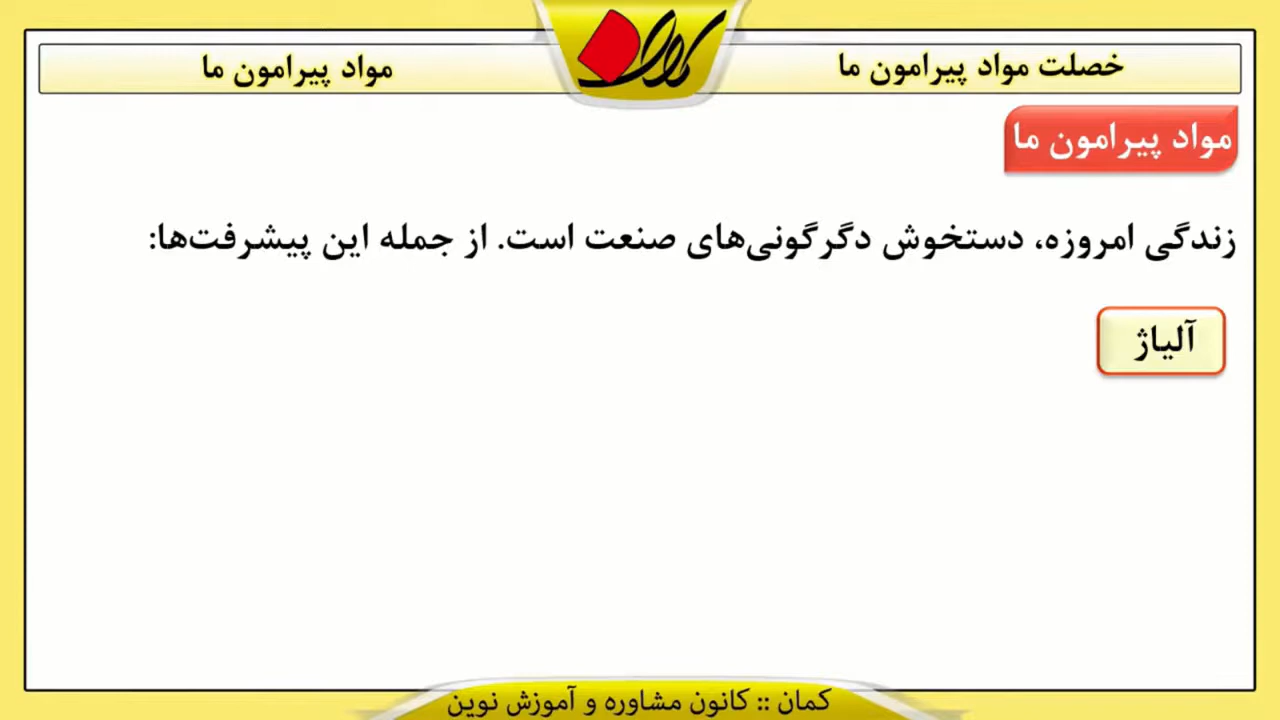 خصلت مواد پیرامون ما
کمان
مواد پیرامون ما
مواد پیرامون ما
زندگی امروزه، دستخوش دگرگونی‌های صنعت است. از جمله این پیشرفت‌ها:
آلیاژ
کمان :: کانون مشاوره و آموزش نوین